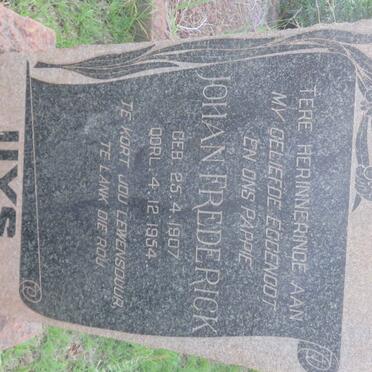 TERE HERINNERINDE AAN
MY GELIEFDE EGGENOOT
EN ONS PAPPIE
JOHAN FREDERICK
GEB. 25.4.1907
OORL. 4.12.1954.
TE KORT JOU LEWENSDUUR,
TE LANK DIE ROU.
UYS